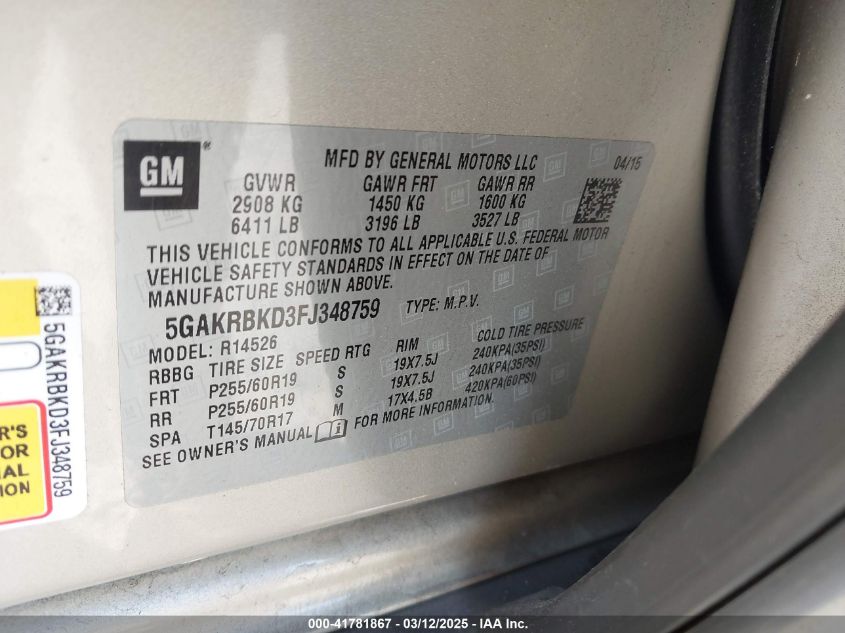 GM
MFD BY GENERAL MOTORS LLC 04/15
GVWR GAWR FRT GAWR RR
2908 KG 1450 KG 1600 KG
6411 LB 3196 LB 3527 LB
THIS VEHICLE CONFORMS TO ALL APPLICABLE U.S. FEDERAL MOTOR
VEHICLE SAFETY STANDARDS IN EFFECT ON THE DATE OF
MANUFACTURE SHOWN ABOVE.
5GAKRBKD3FJ348759 TYPE: M.P.V.
MODEL: R14526
RBBG TIRE SIZE SPEED RTG RIM COLD TIRE PRESSURE
FRT P255/60R19 S 19X7.5J 240KPA(35PSI)
RR P255/60R19 S 19X7.5J 240KPA(35PSI)
SPA T145/70R17 M 17X4.5B 420KPA(60PSI)
SEE OWNER'S MANUAL FOR MORE INFORMATION.
5GAKRBKD3FJ348759
R'S
OR
IAL
ION
000-41781867 - 03/12/2025 - IAA, Inc.